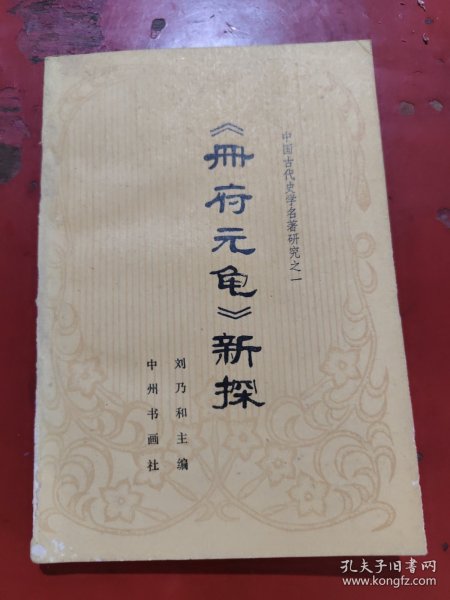 中国古代史学名著研究之一
《冊府元龟》新探
刘乃和主编
中州书画社
孔夫子旧书网
www.kongfz.com